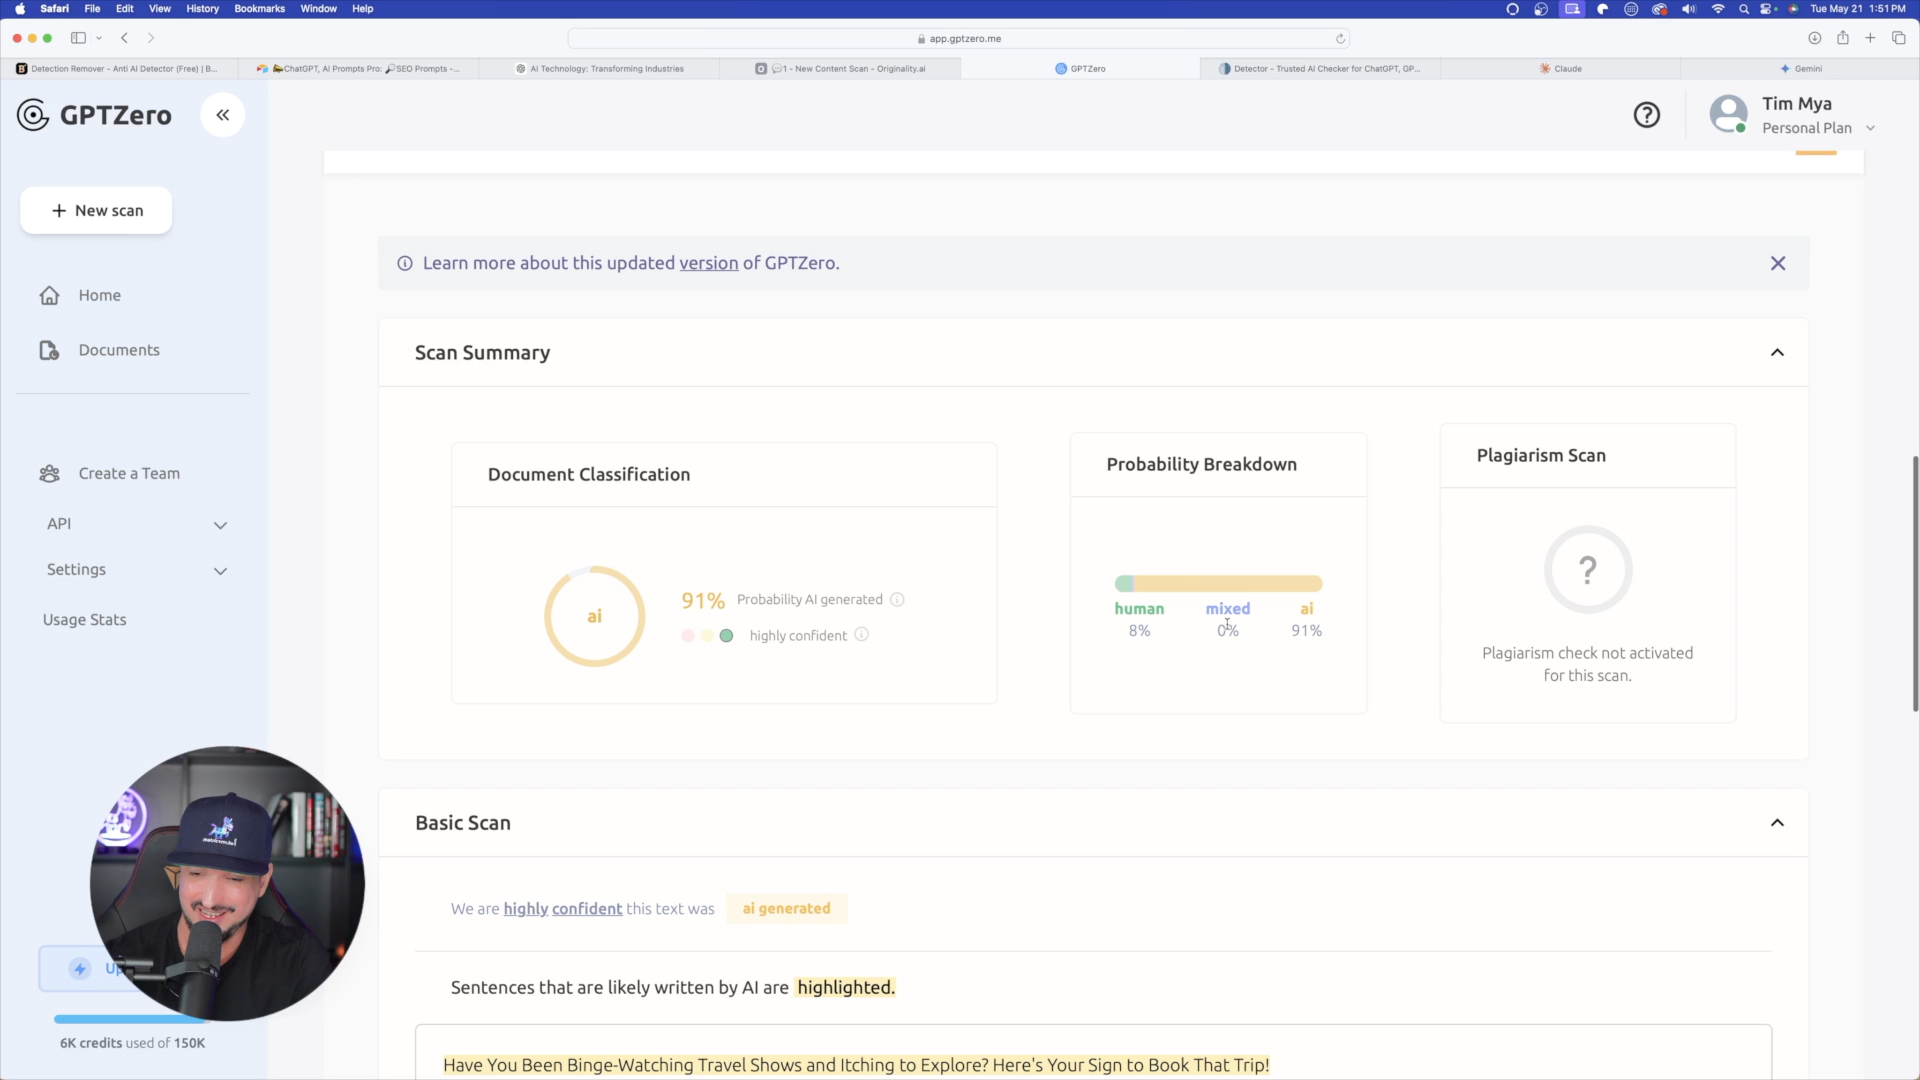 Safari File Edit View History Bookmarks Window Help
Tue May 21 1:51 PM
app.gptzero.me
Detection Remover - Anti AI Detector (Free) | B...
ChatGPT, AI Prompts Pro: SEO Prompts -...
AI Technology: Transforming Industries
1 - New Content Scan - Originality.ai
GPTZero
Detector - Trusted AI Checker for ChatGPT, GP...
Claude
Gemini
GPTZero
Tim Mya
Personal Plan
+ New scan
Home
Documents
Create a Team
API
Settings
Usage Stats
6K credits used of 150K
Learn more about this updated version of GPTZero.
Scan Summary
Document Classification
ai
91% Probability AI generated
highly confident
Probability Breakdown
human mixed ai
8% 0% 91%
Plagiarism Scan
?
Plagiarism check not activated
for this scan.
Basic Scan
We are highly confident this text was ai generated
Sentences that are likely written by AI are highlighted.
Have You Been Binge-Watching Travel Shows and Itching to Explore? Here's Your Sign to Book That Trip!